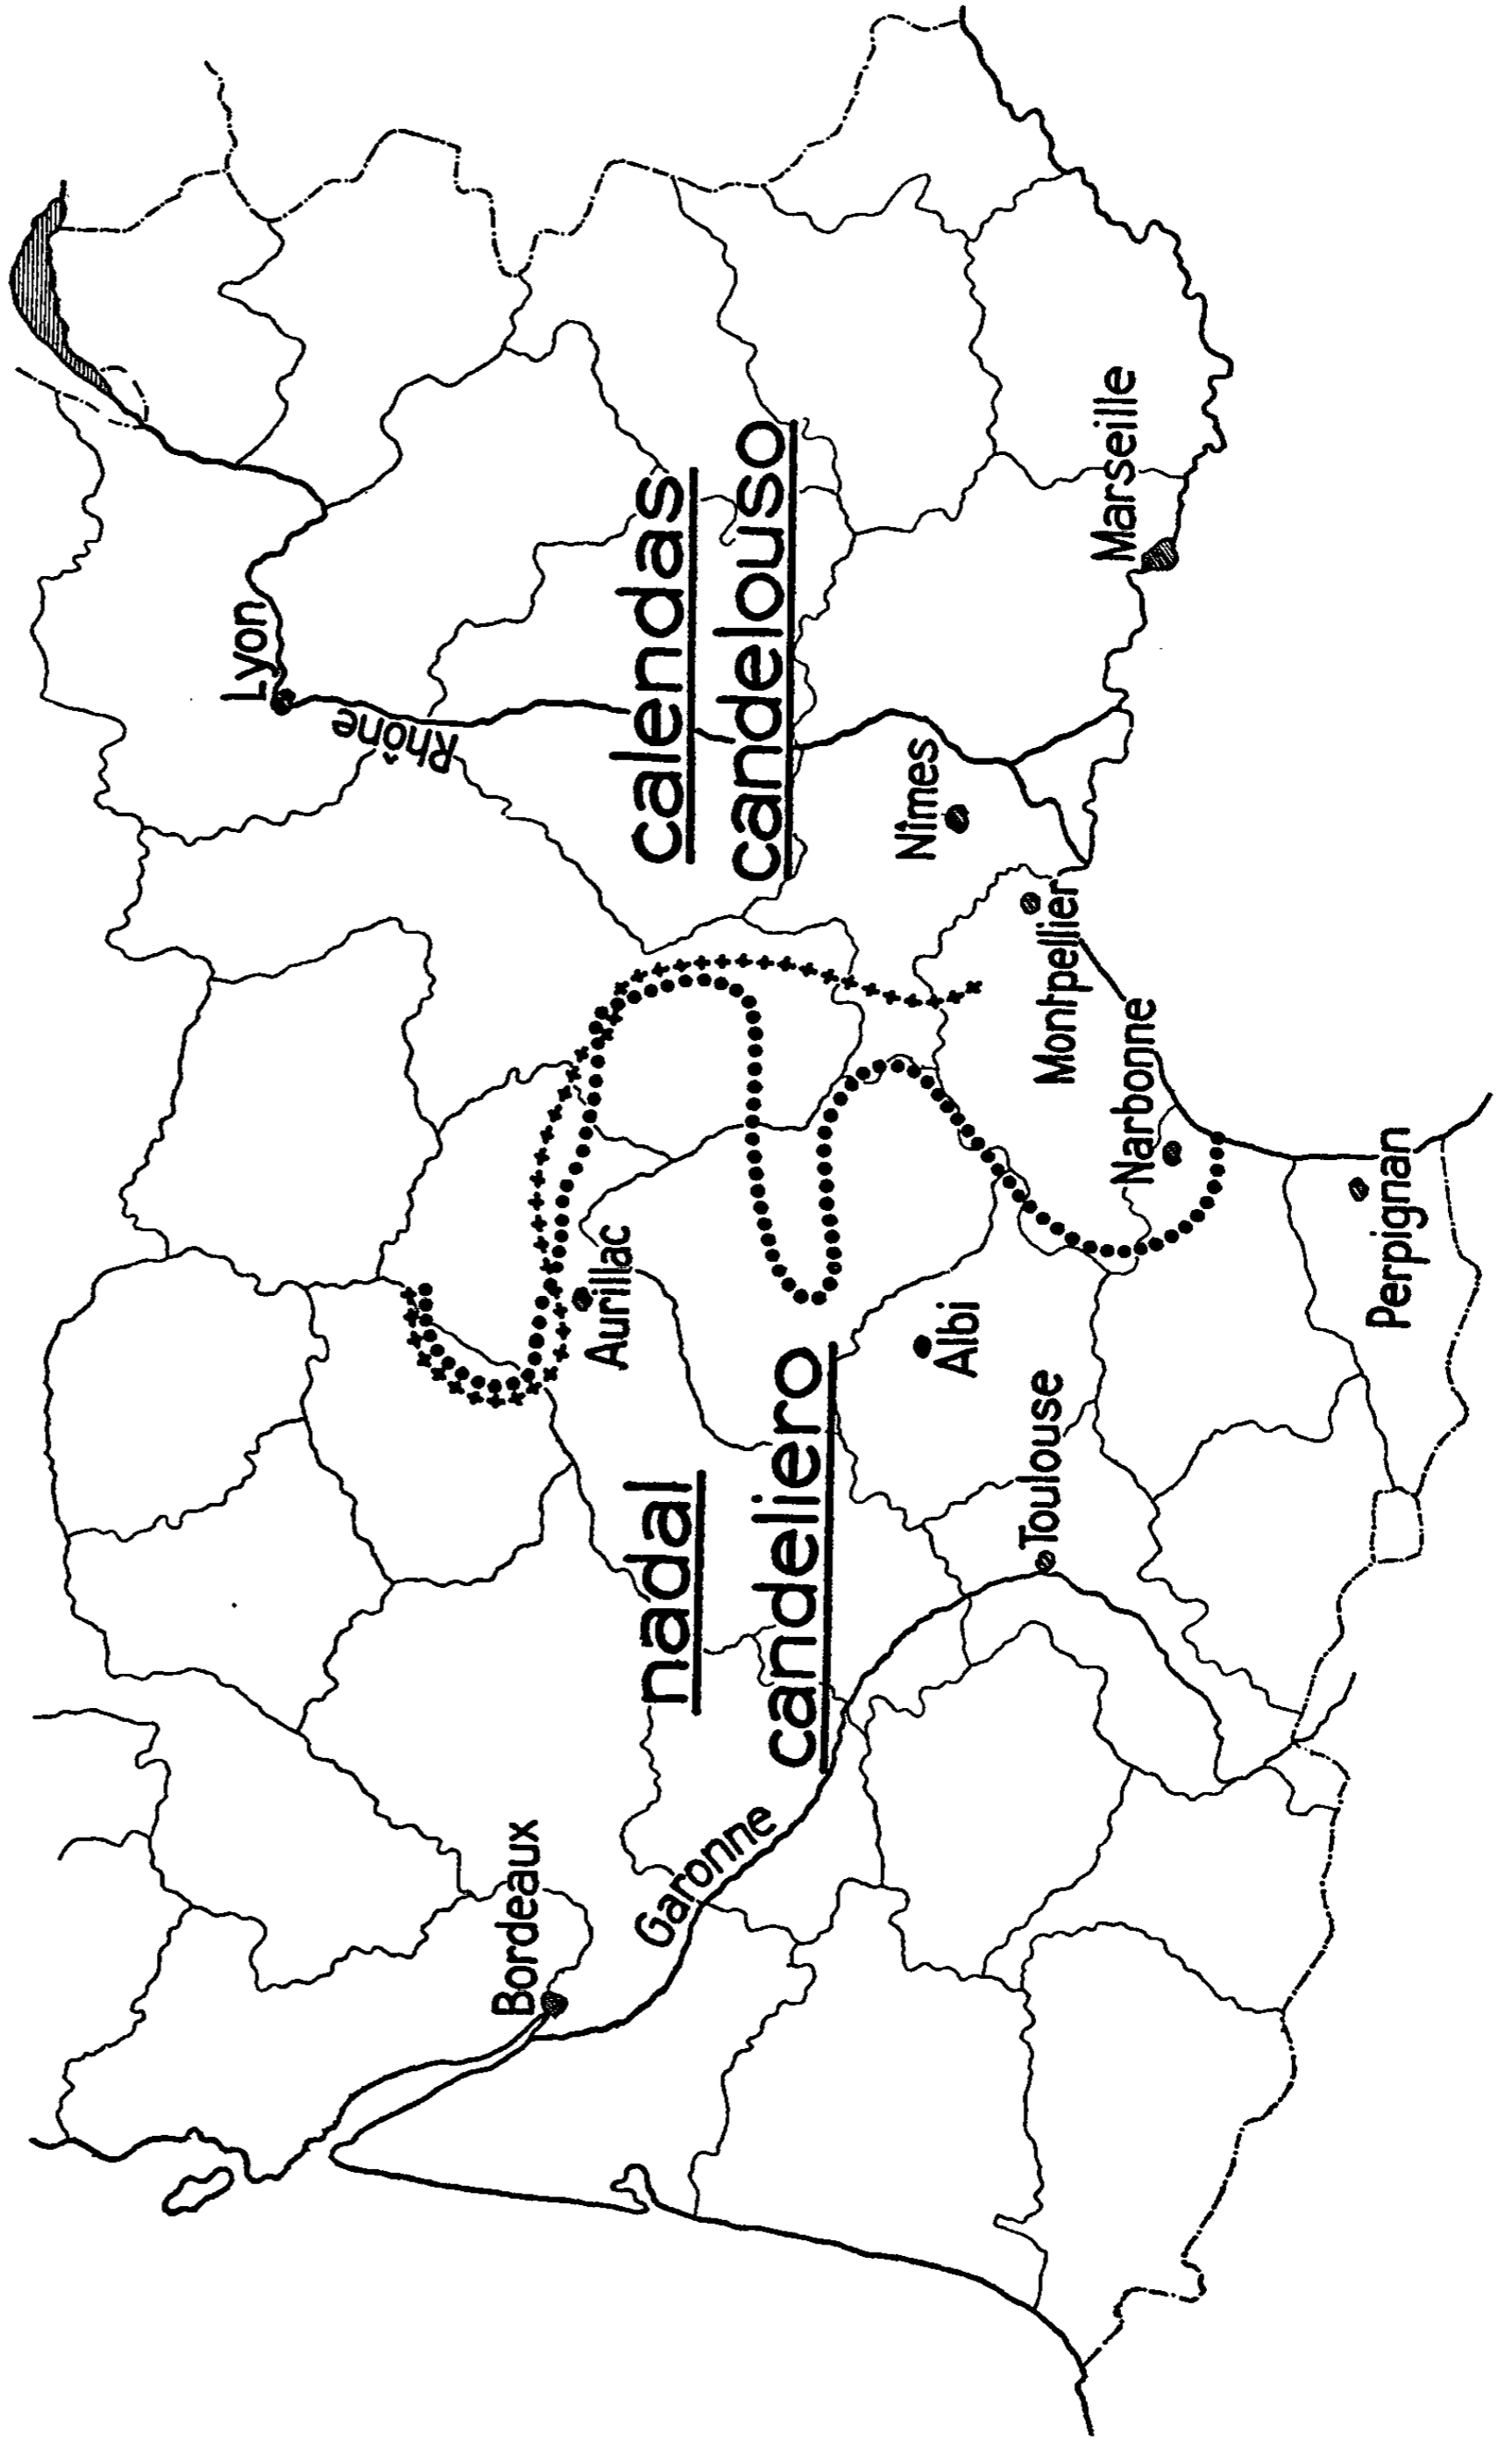 Lyon
Rhône
Bordeaux
Aurillac
Garonne
nadal
calendas
candeliero
candelouso
Nîmes
Albi
Toulouse
Montpellier
Marseille
Narbonne
Perpignan